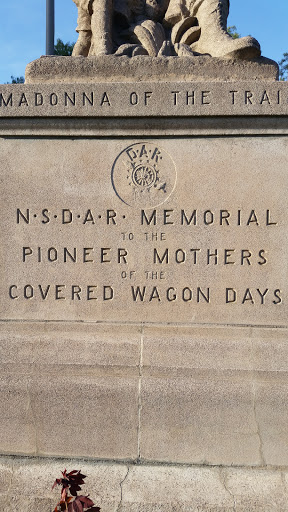 MADONNA OF THE TRAI
D·A·R
N·S·D·A·R· MEMORIAL
TO THE
PIONEER MOTHERS
OF THE
COVERED WAGON DAYS